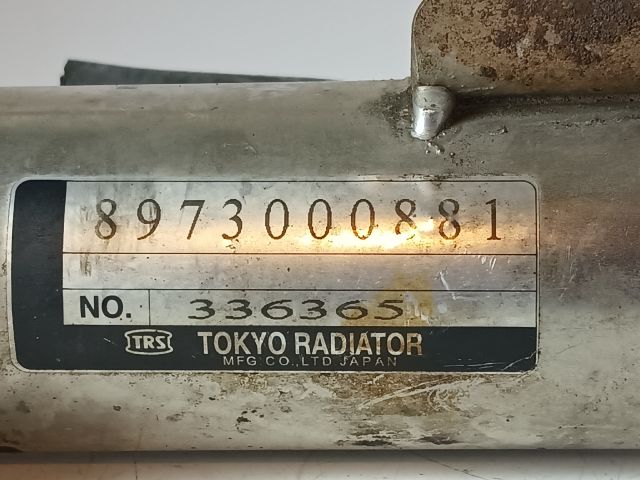 8973000881
NO. 336365
TRS TOKYO RADIATOR
MFG CO.,LTD JAPAN